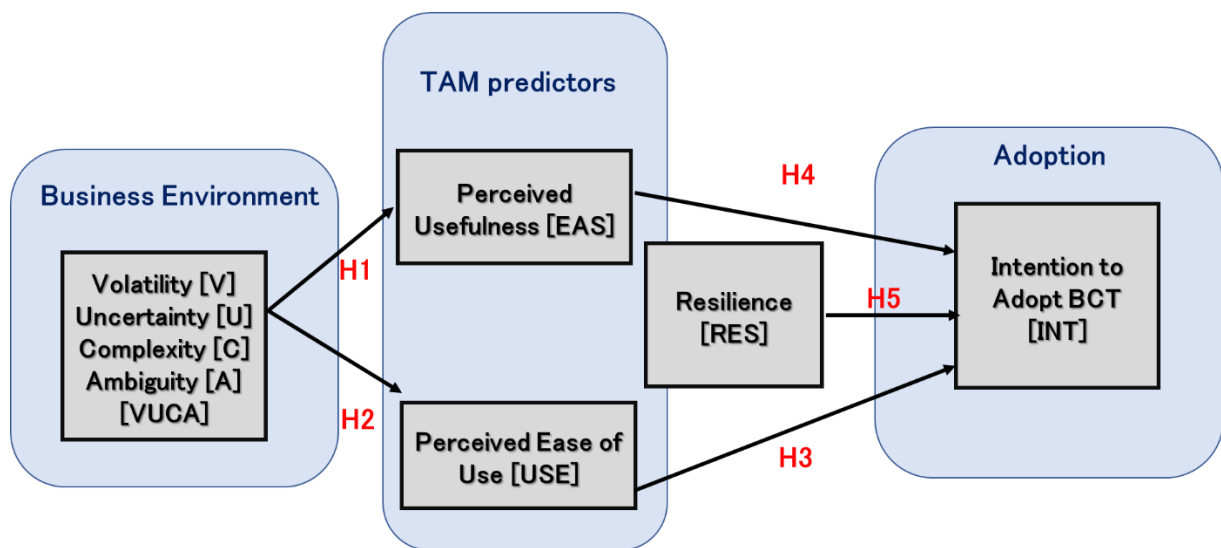 Business Environment
Volatility [V]
Uncertainty [U]
Complexity [C]
Ambiguity [A]
[VUCA]
H1
H2
TAM predictors
Perceived
Usefulness [EAS]
Resilience
[RES]
Perceived Ease of
Use [USE]
H4
H5
H3
Adoption
Intention to
Adopt BCT
[INT]